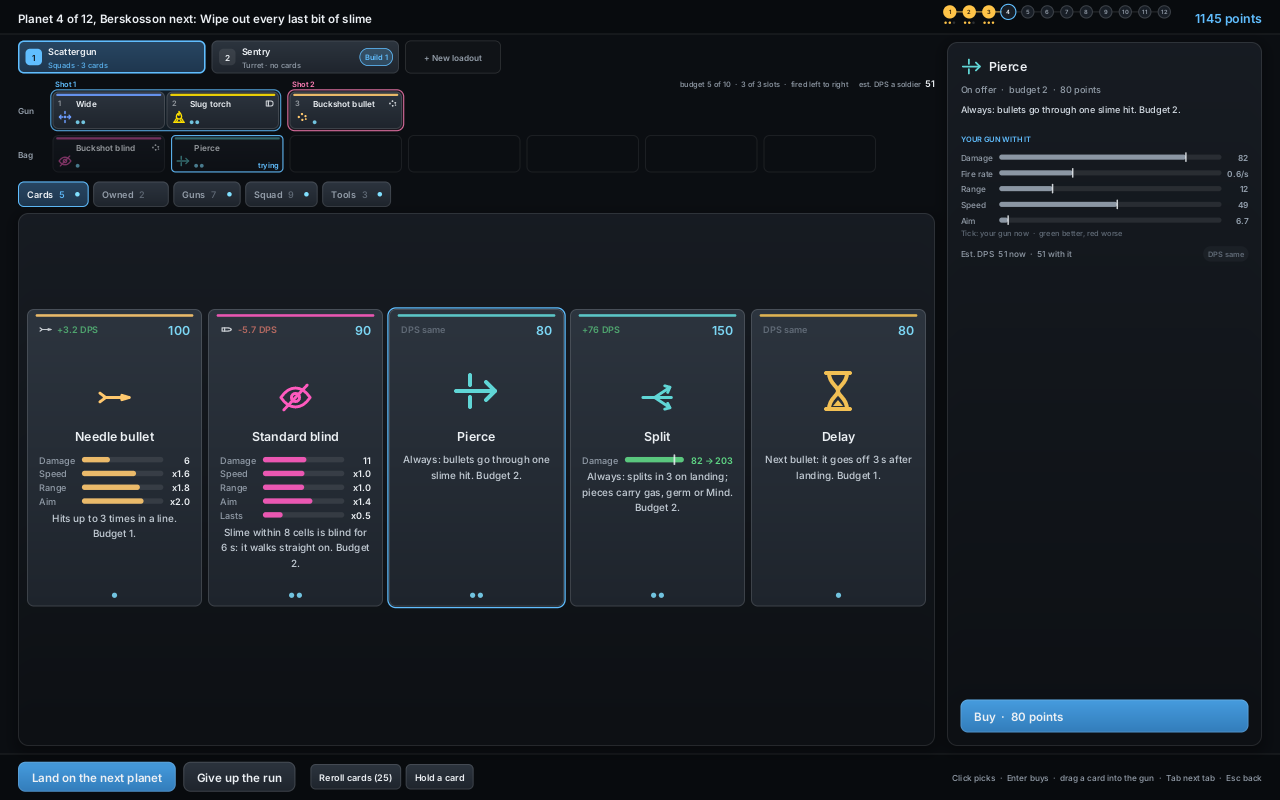 Planet 4 of 12, Berskosson next: Wipe out every last bit of slime
1 2 3 4 5 6 7 8 9 10 11 12
1145 points
1 Scattergun
Squads · 3 cards
2 Sentry
Turret · no cards
Build 1
+ New loadout
Shot 1
Shot 2
budget 5 of 10 · 3 of 3 slots · fired left to right
est. DPS a soldier 51
Gun
1 Wide
2 Slug torch
3 Buckshot bullet
Bag
Buckshot blind
Pierce
trying
Cards 5
Owned 2
Guns 7
Squad 9
Tools 3
+3.2 DPS
100
Needle bullet
Damage 6
Speed x1.6
Range x1.8
Aim x2.0
Hits up to 3 times in a line.
Budget 1.
-5.7 DPS
90
Standard blind
Damage 11
Speed x1.0
Range x1.0
Aim x1.4
Lasts x0.5
Slime within 8 cells is blind for
6 s: it walks straight on. Budget
2.
DPS same
80
Pierce
Always: bullets go through one
slime hit. Budget 2.
+76 DPS
150
Split
Damage 82 → 203
Always: splits in 3 on landing;
pieces carry gas, germ or Mind.
Budget 2.
DPS same
80
Delay
Next bullet: it goes off 3 s after
landing. Budget 1.
Pierce
On offer · budget 2 · 80 points
Always: bullets go through one slime hit. Budget 2.
YOUR GUN WITH IT
Damage 82
Fire rate 0.6/s
Range 12
Speed 49
Aim 6.7
Tick: your gun now · green better, red worse
Est. DPS 51 now · 51 with it
DPS same
Buy · 80 points
Land on the next planet
Give up the run
Reroll cards (25)
Hold a card
Click picks · Enter buys · drag a card into the gun · Tab next tab · Esc back